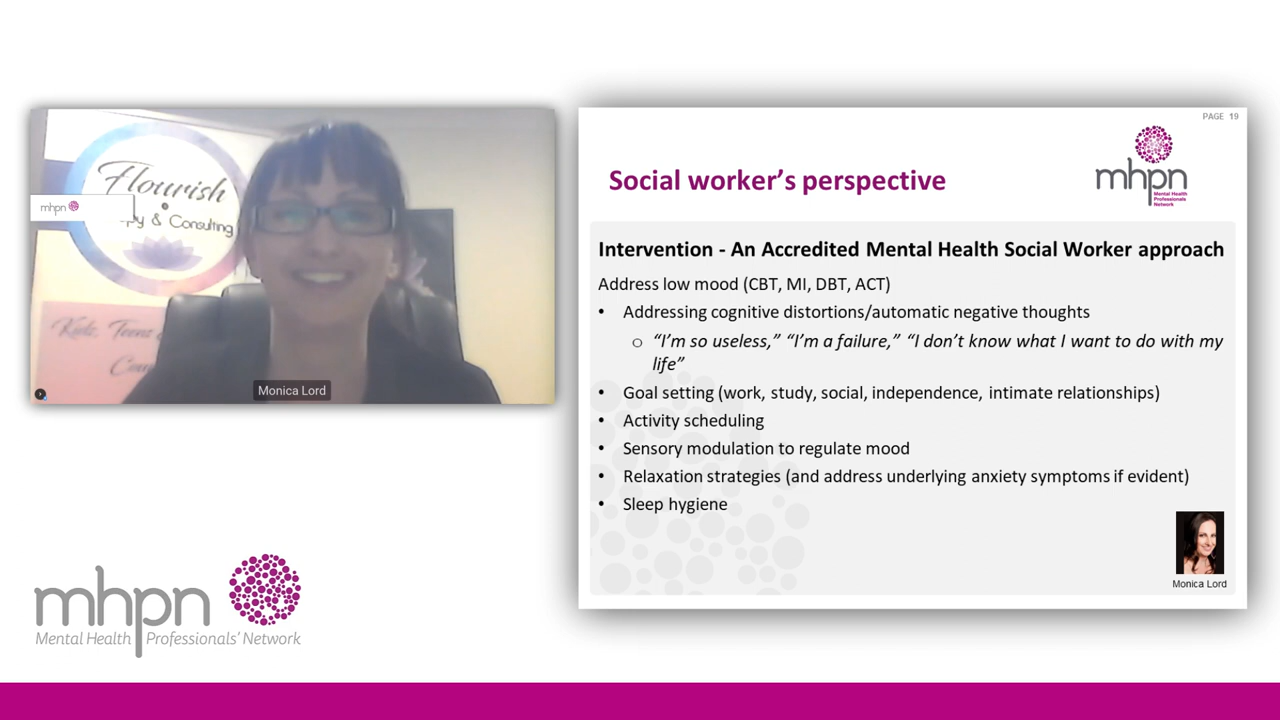 Flourish
mhpn
& Consulting
Kidz, Teens
Monica Lord
mhpn
Mental Health Professionals' Network
PAGE 19
mhpn
Mental Health
Professionals
Network
Social worker's perspective
Intervention - An Accredited Mental Health Social Worker approach
Address low mood (CBT, MI, DBT, ACT)
• Addressing cognitive distortions/automatic negative thoughts
o “I'm so useless,” “I'm a failure,” “I don't know what I want to do with my
life”
• Goal setting (work, study, social, independence, intimate relationships)
• Activity scheduling
• Sensory modulation to regulate mood
• Relaxation strategies (and address underlying anxiety symptoms if evident)
• Sleep hygiene
Monica Lord